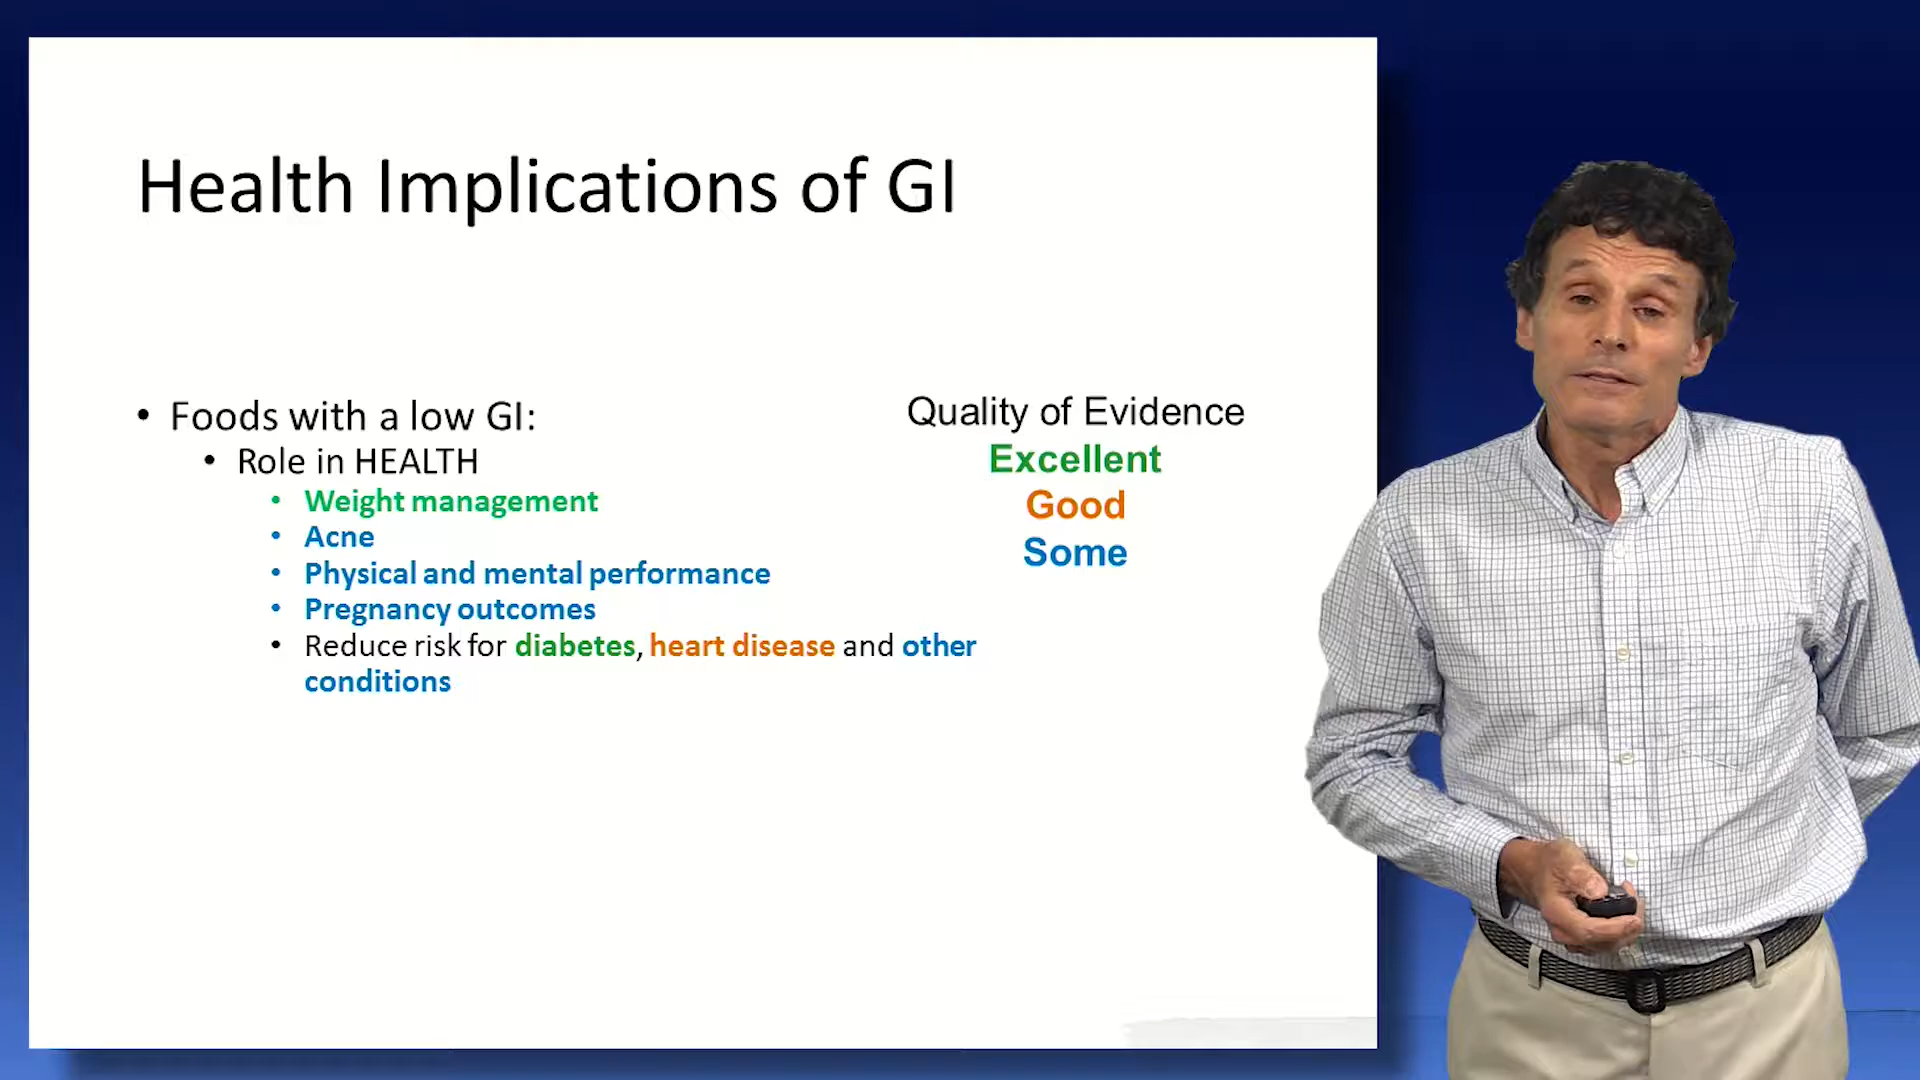 Health Implications of GI
• Foods with a low GI:
• Role in HEALTH
• Weight management
• Acne
• Physical and mental performance
• Pregnancy outcomes
• Reduce risk for diabetes, heart disease and other
conditions
Quality of Evidence
Excellent
Good
Some